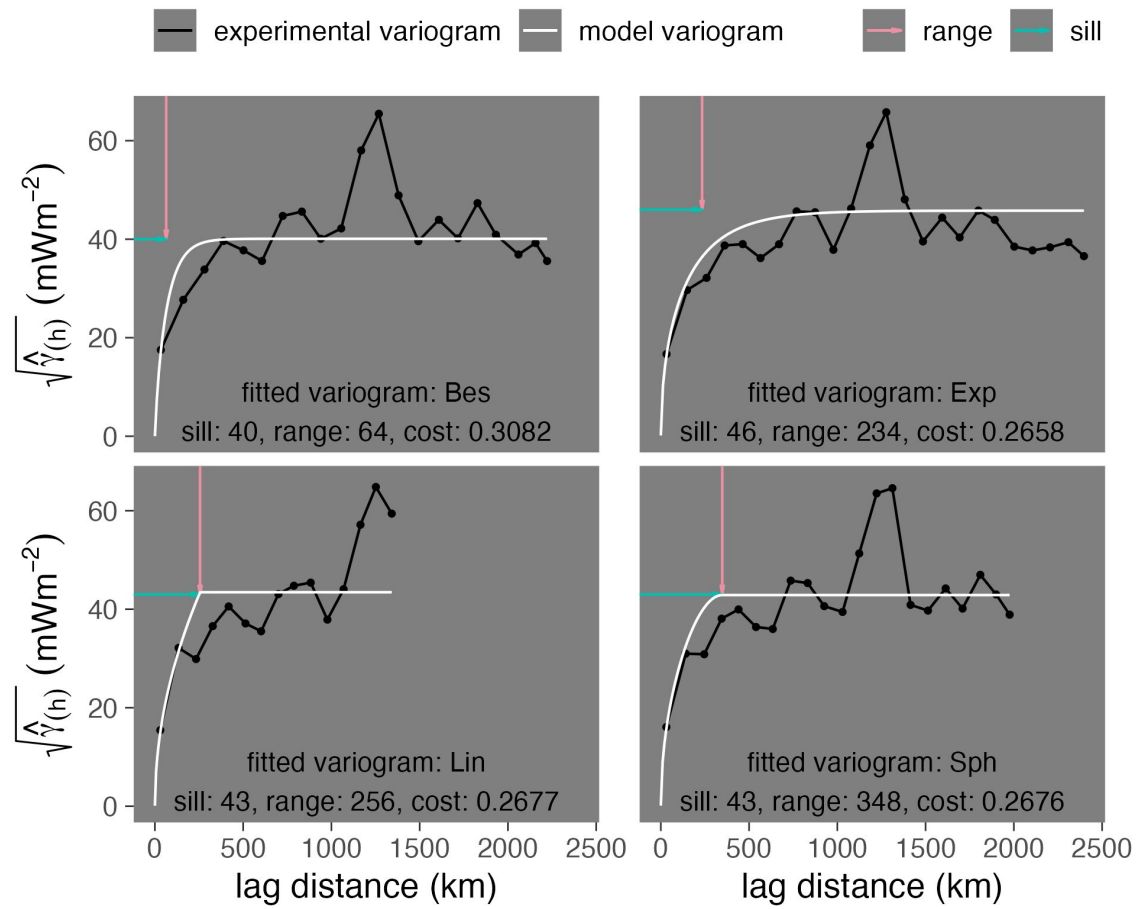 experimental variogram model variogram range sill
60
40
20
0
√γ̂(h) (mWm−2)
fitted variogram: Bes
sill: 40, range: 64, cost: 0.3082
fitted variogram: Exp
sill: 46, range: 234, cost: 0.2658
60
40
20
0
√γ̂(h) (mWm−2)
fitted variogram: Lin
sill: 43, range: 256, cost: 0.2677
fitted variogram: Sph
sill: 43, range: 348, cost: 0.2676
0 500 1000 1500 2000 2500 0 500 1000 1500 2000 2500
lag distance (km) lag distance (km)